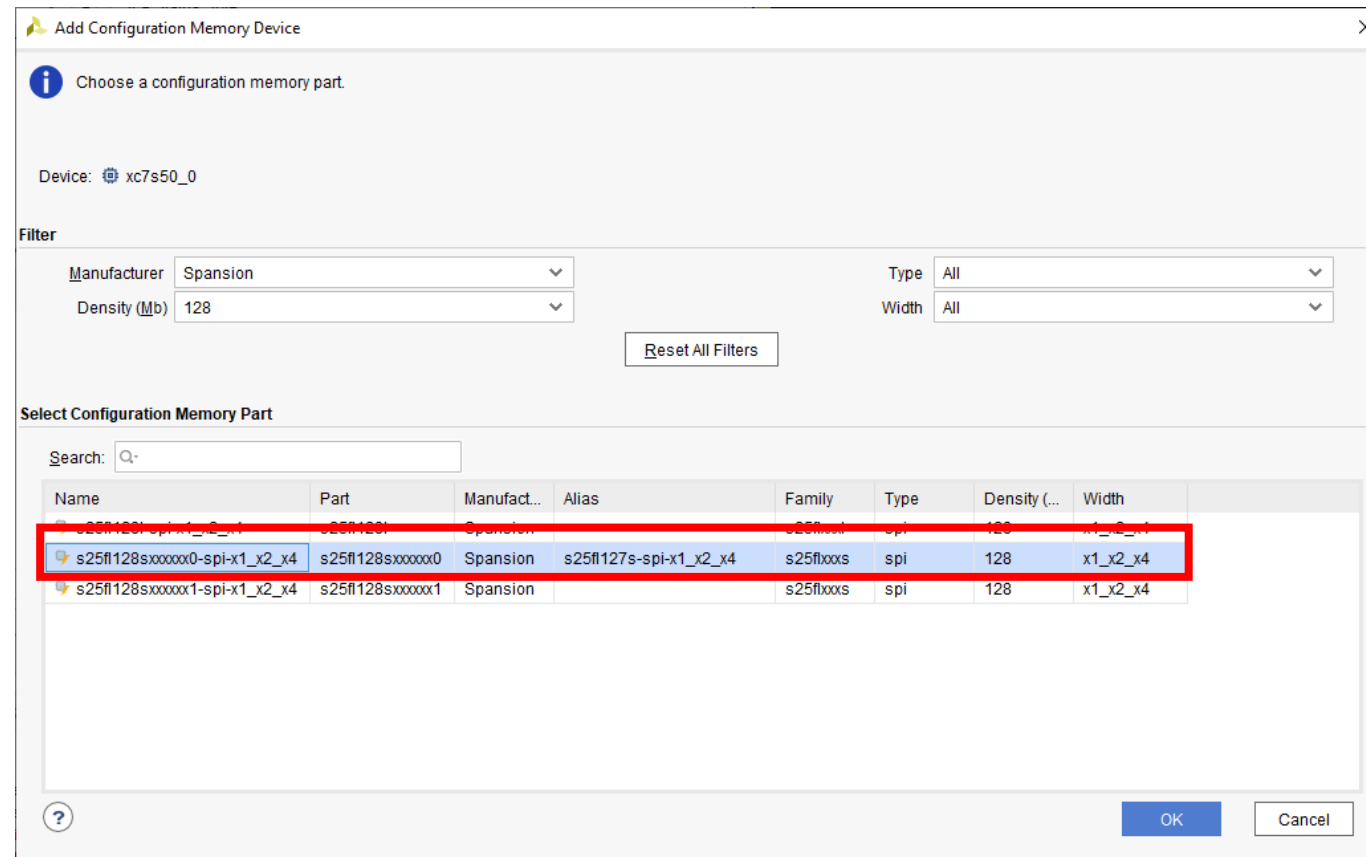 Add Configuration Memory Device
Choose a configuration memory part.
Device: xc7s50_0
Filter
Manufacturer Spansion Type All
Density (Mb) 128 Width All
Reset All Filters
Select Configuration Memory Part
Search:
Name Part Manufact... Alias Family Type Density (... Width
s25fl128sxxxxxx0-spi-x1_x2_x4 s25fl128sxxxxxx0 Spansion s25fl127s-spi-x1_x2_x4 s25flxxxs spi 128 x1_x2_x4
s25fl128sxxxxxx1-spi-x1_x2_x4 s25fl128sxxxxxx1 Spansion s25flxxxs spi 128 x1_x2_x4
? OK Cancel